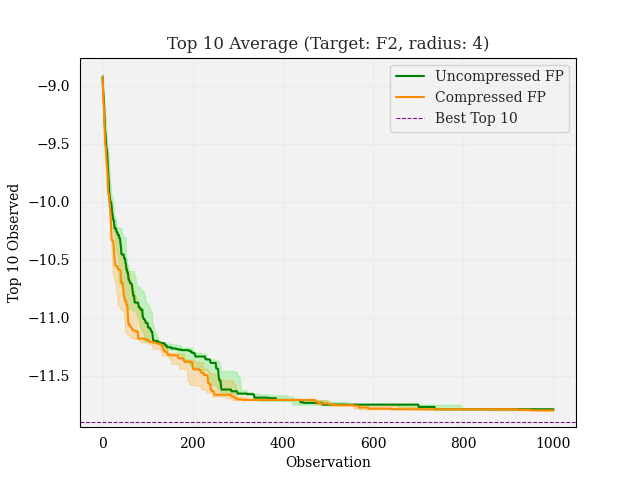 Top 10 Average (Target: F2, radius: 4)
Uncompressed FP
Compressed FP
Best Top 10
Top 10 Observed
−9.0
−9.5
−10.0
−10.5
−11.0
−11.5
0 200 400 600 800 1000
Observation